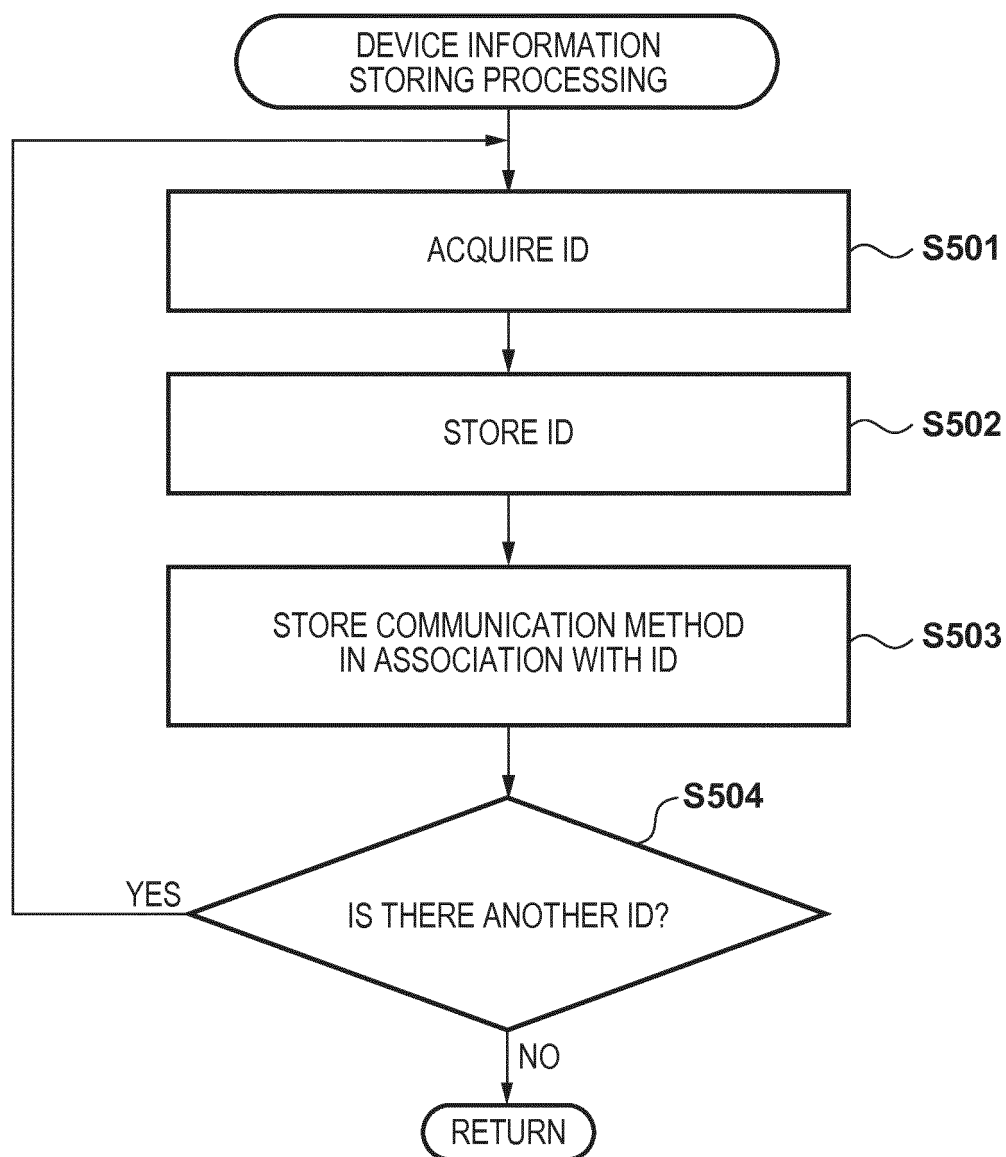 DEVICE INFORMATION
STORING PROCESSING
ACQUIRE ID
S501
STORE ID
S502
STORE COMMUNICATION METHOD
IN ASSOCIATION WITH ID
S503
S504
YES
IS THERE ANOTHER ID?
NO
RETURN